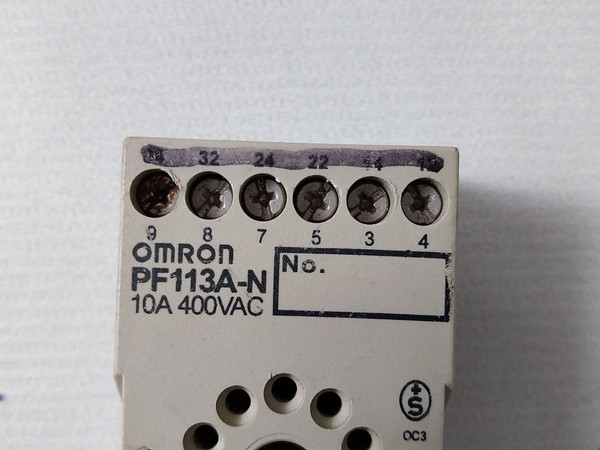 32 24 22
9 8 7 5 3 4
omron
PF113A-N
10A 400VAC
No.
+S
OC3